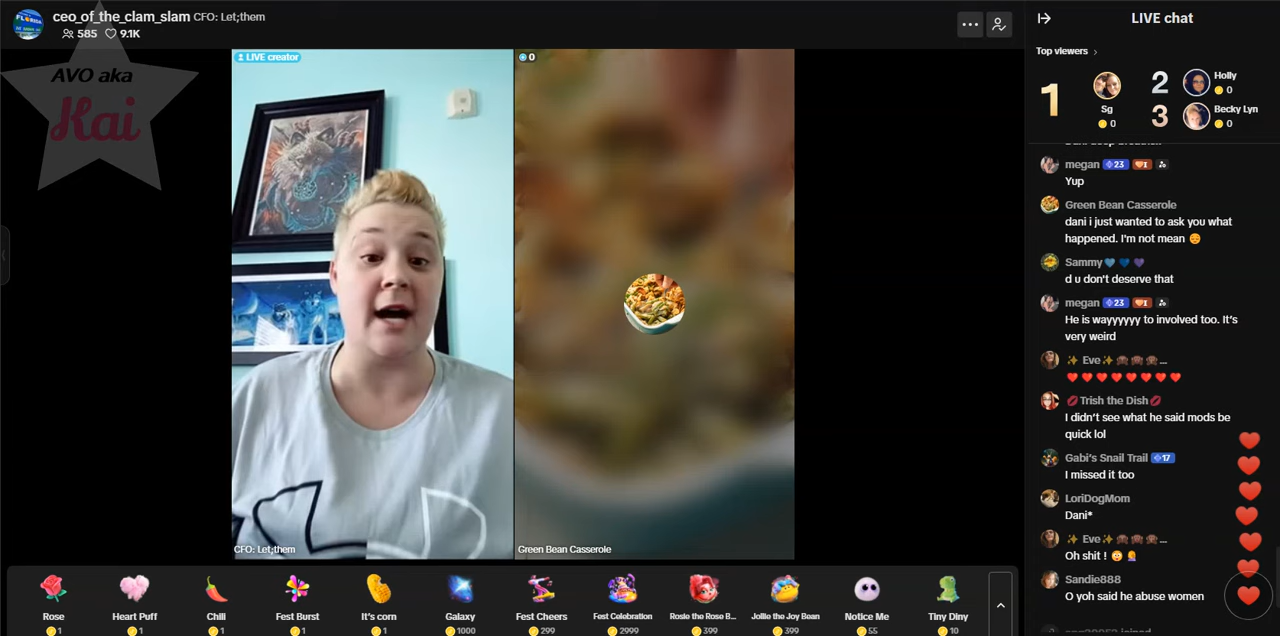 ceo_of_the_clam_slam CFO: Let;them
585 9.1K
FLORIDA
AVO aka
Kai
LIVE creator
0
CFO: Let;them
Green Bean Casserole
Rose
1
Heart Puff
1
Chili
1
Fest Burst
1
It's corn
1
Galaxy
1000
Fest Cheers
299
Fest Celebration
2999
Rosie the Rose B...
399
Jollie the Joy Bean
399
Notice Me
55
Tiny Diny
10
LIVE chat
Top viewers
1
Sg
0
2
Holly
0
3
Becky Lyn
0
megan 23 1
Yup
Green Bean Casserole
dani i just wanted to ask you what
happened. I'm not mean
Sammy
d u don't deserve that
megan 23 1
He is wayyyyyy to involved too. It's
very weird
Eve ...
Trish the Dish
I didn't see what he said mods be
quick lol
Gabi's Snail Trail 17
I missed it too
LoriDogMom
Dani*
Eve ...
Oh shit !
Sandie888
O yoh said he abuse women